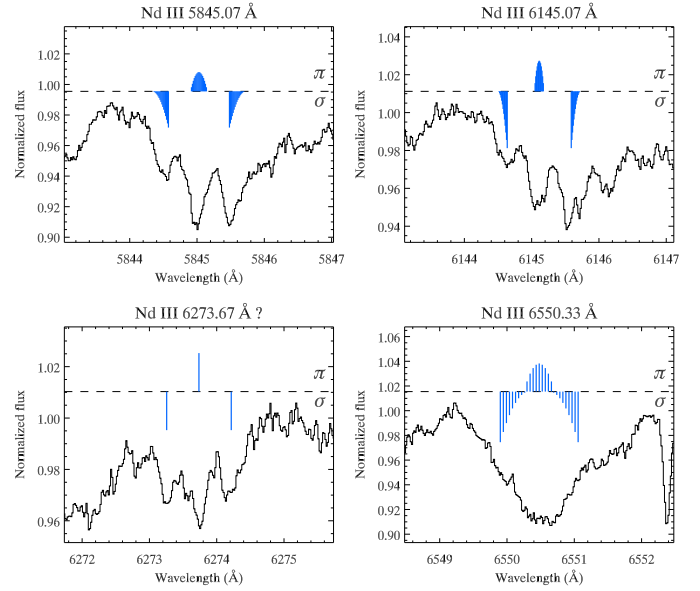 Nd III 5845.07 Å
Normalized flux
1.02
1.00
0.98
0.96
0.94
0.92
0.90
π
σ
5844
5845
5846
5847
Wavelength (Å)
Nd III 6145.07 Å
Normalized flux
1.04
1.02
1.00
0.98
0.96
0.94
π
σ
6144
6145
6146
6147
Wavelength (Å)
Nd III 6273.67 Å ?
Normalized flux
1.02
1.00
0.98
0.96
π
σ
6272
6273
6274
6275
Wavelength (Å)
Nd III 6550.33 Å
Normalized flux
1.06
1.04
1.02
1.00
0.98
0.96
0.94
0.92
0.90
π
σ
6549
6550
6551
6552
Wavelength (Å)